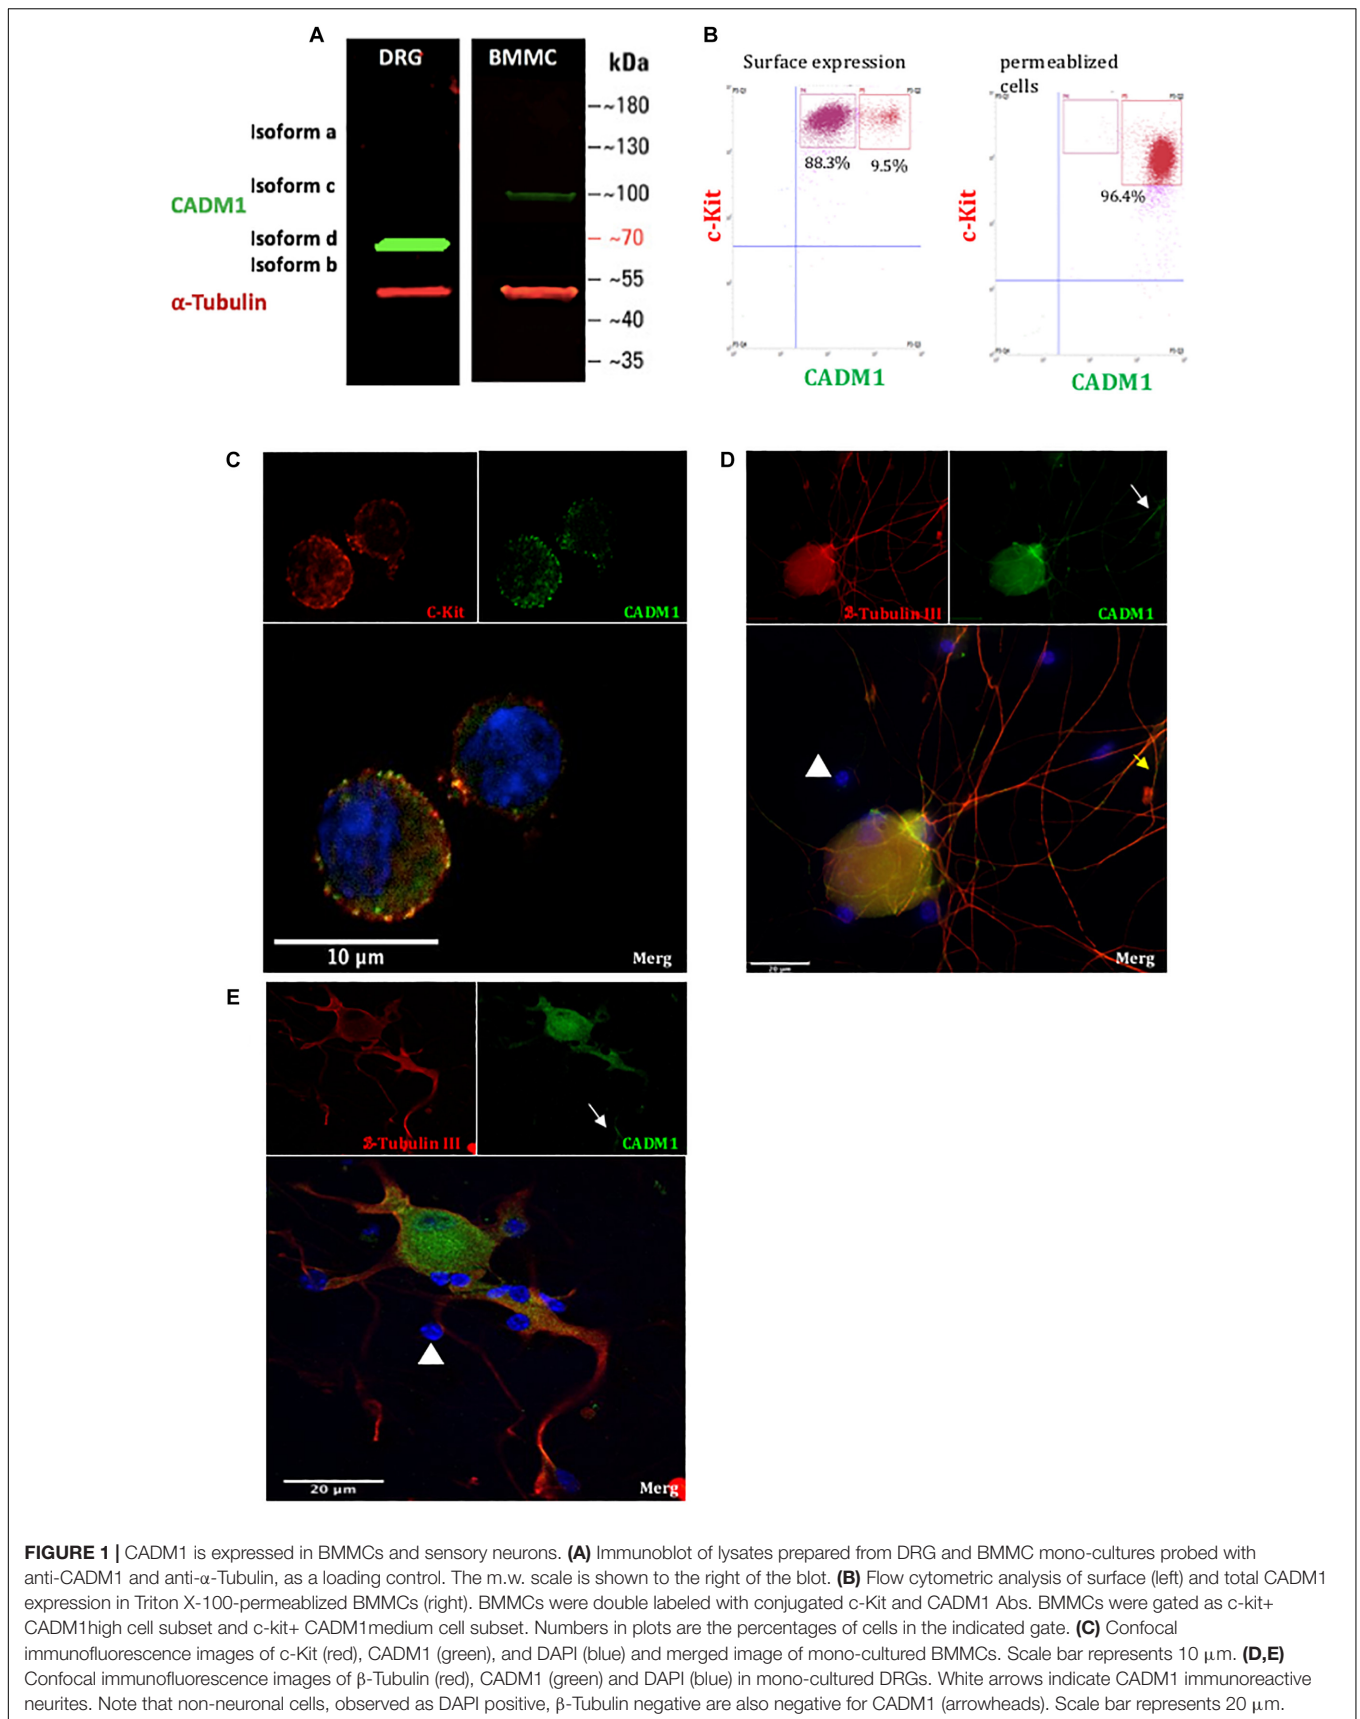 A
DRG
BMMC
kDa
~180
~130
~100
~70
~55
~40
~35
Isoform a
Isoform c
CADM1
Isoform d
Isoform b
α-Tubulin
B
Surface expression
88.3%
9.5%
c-Kit
CADM1
permeablized
cells
96.4%
c-Kit
CADM1
C
C-Kit
CADM1
10 µm
Merg
D
-Tubulin III
CADM1
20 µm
Merg
E
-Tubulin III
CADM1
20 µm
Merg
FIGURE 1 | CADM1 is expressed in BMMCs and sensory neurons. (A) Immunoblot of lysates prepared from DRG and BMMC mono-cultures probed with
anti-CADM1 and anti-α-Tubulin, as a loading control. The m.w. scale is shown to the right of the blot. (B) Flow cytometric analysis of surface (left) and total CADM1
expression in Triton X-100-permeablized BMMCs (right). BMMCs were double labeled with conjugated c-Kit and CADM1 Abs. BMMCs were gated as c-kit+
CADM1high cell subset and c-kit+ CADM1medium cell subset. Numbers in plots are the percentages of cells in the indicated gate. (C) Confocal
immunofluorescence images of c-Kit (red), CADM1 (green), and DAPI (blue) and merged image of mono-cultured BMMCs. Scale bar represents 10 µm. (D,E)
Confocal immunofluorescence images of β-Tubulin (red), CADM1 (green) and DAPI (blue) in mono-cultured DRGs. White arrows indicate CADM1 immunoreactive
neurites. Note that non-neuronal cells, observed as DAPI positive, β-Tubulin negative are also negative for CADM1 (arrowheads). Scale bar represents 20 µm.